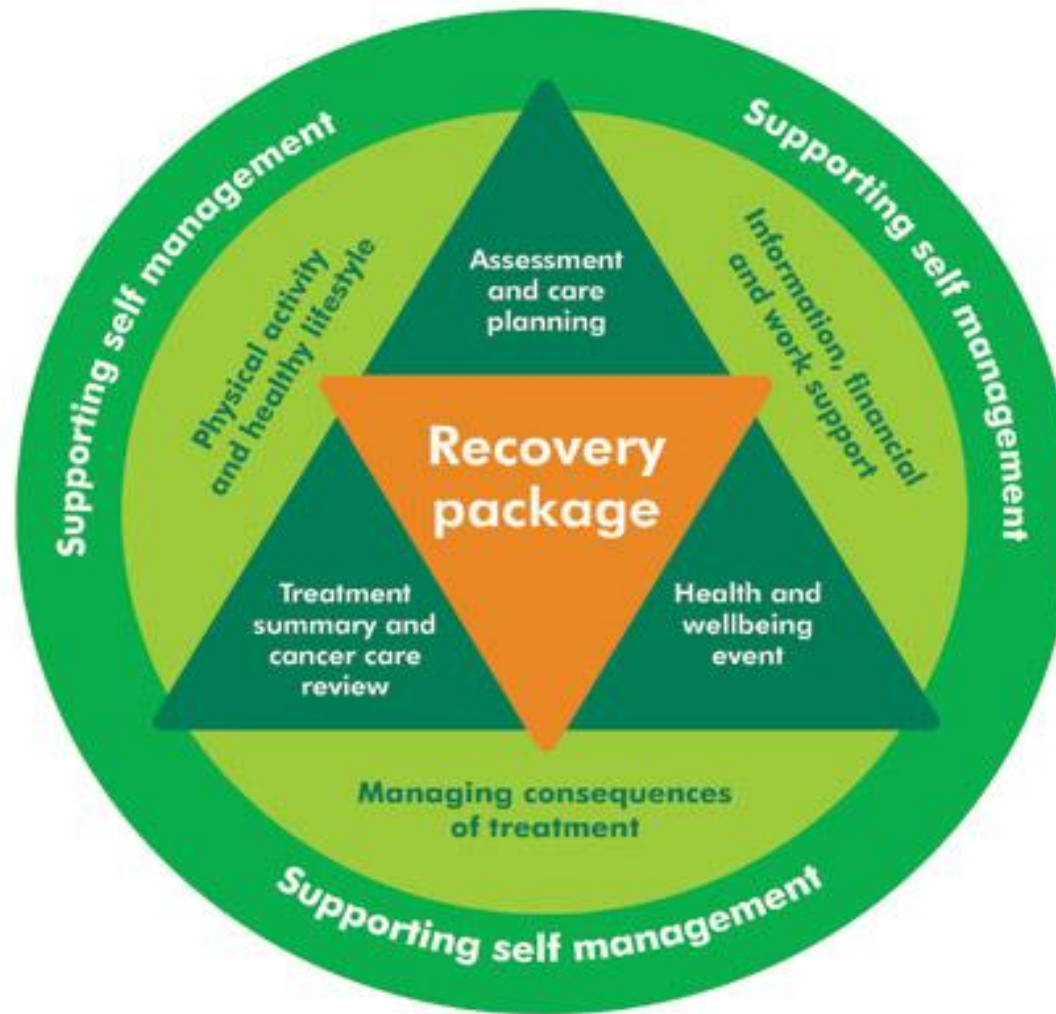 Supporting self management
Supporting self management
Physical activity
and healthy lifestyle
Assessment
and care
planning
Information, financial
and work support
Recovery
package
Treatment
summary and
cancer care
review
Health and
wellbeing
event
Managing consequences
of treatment
Supporting self management